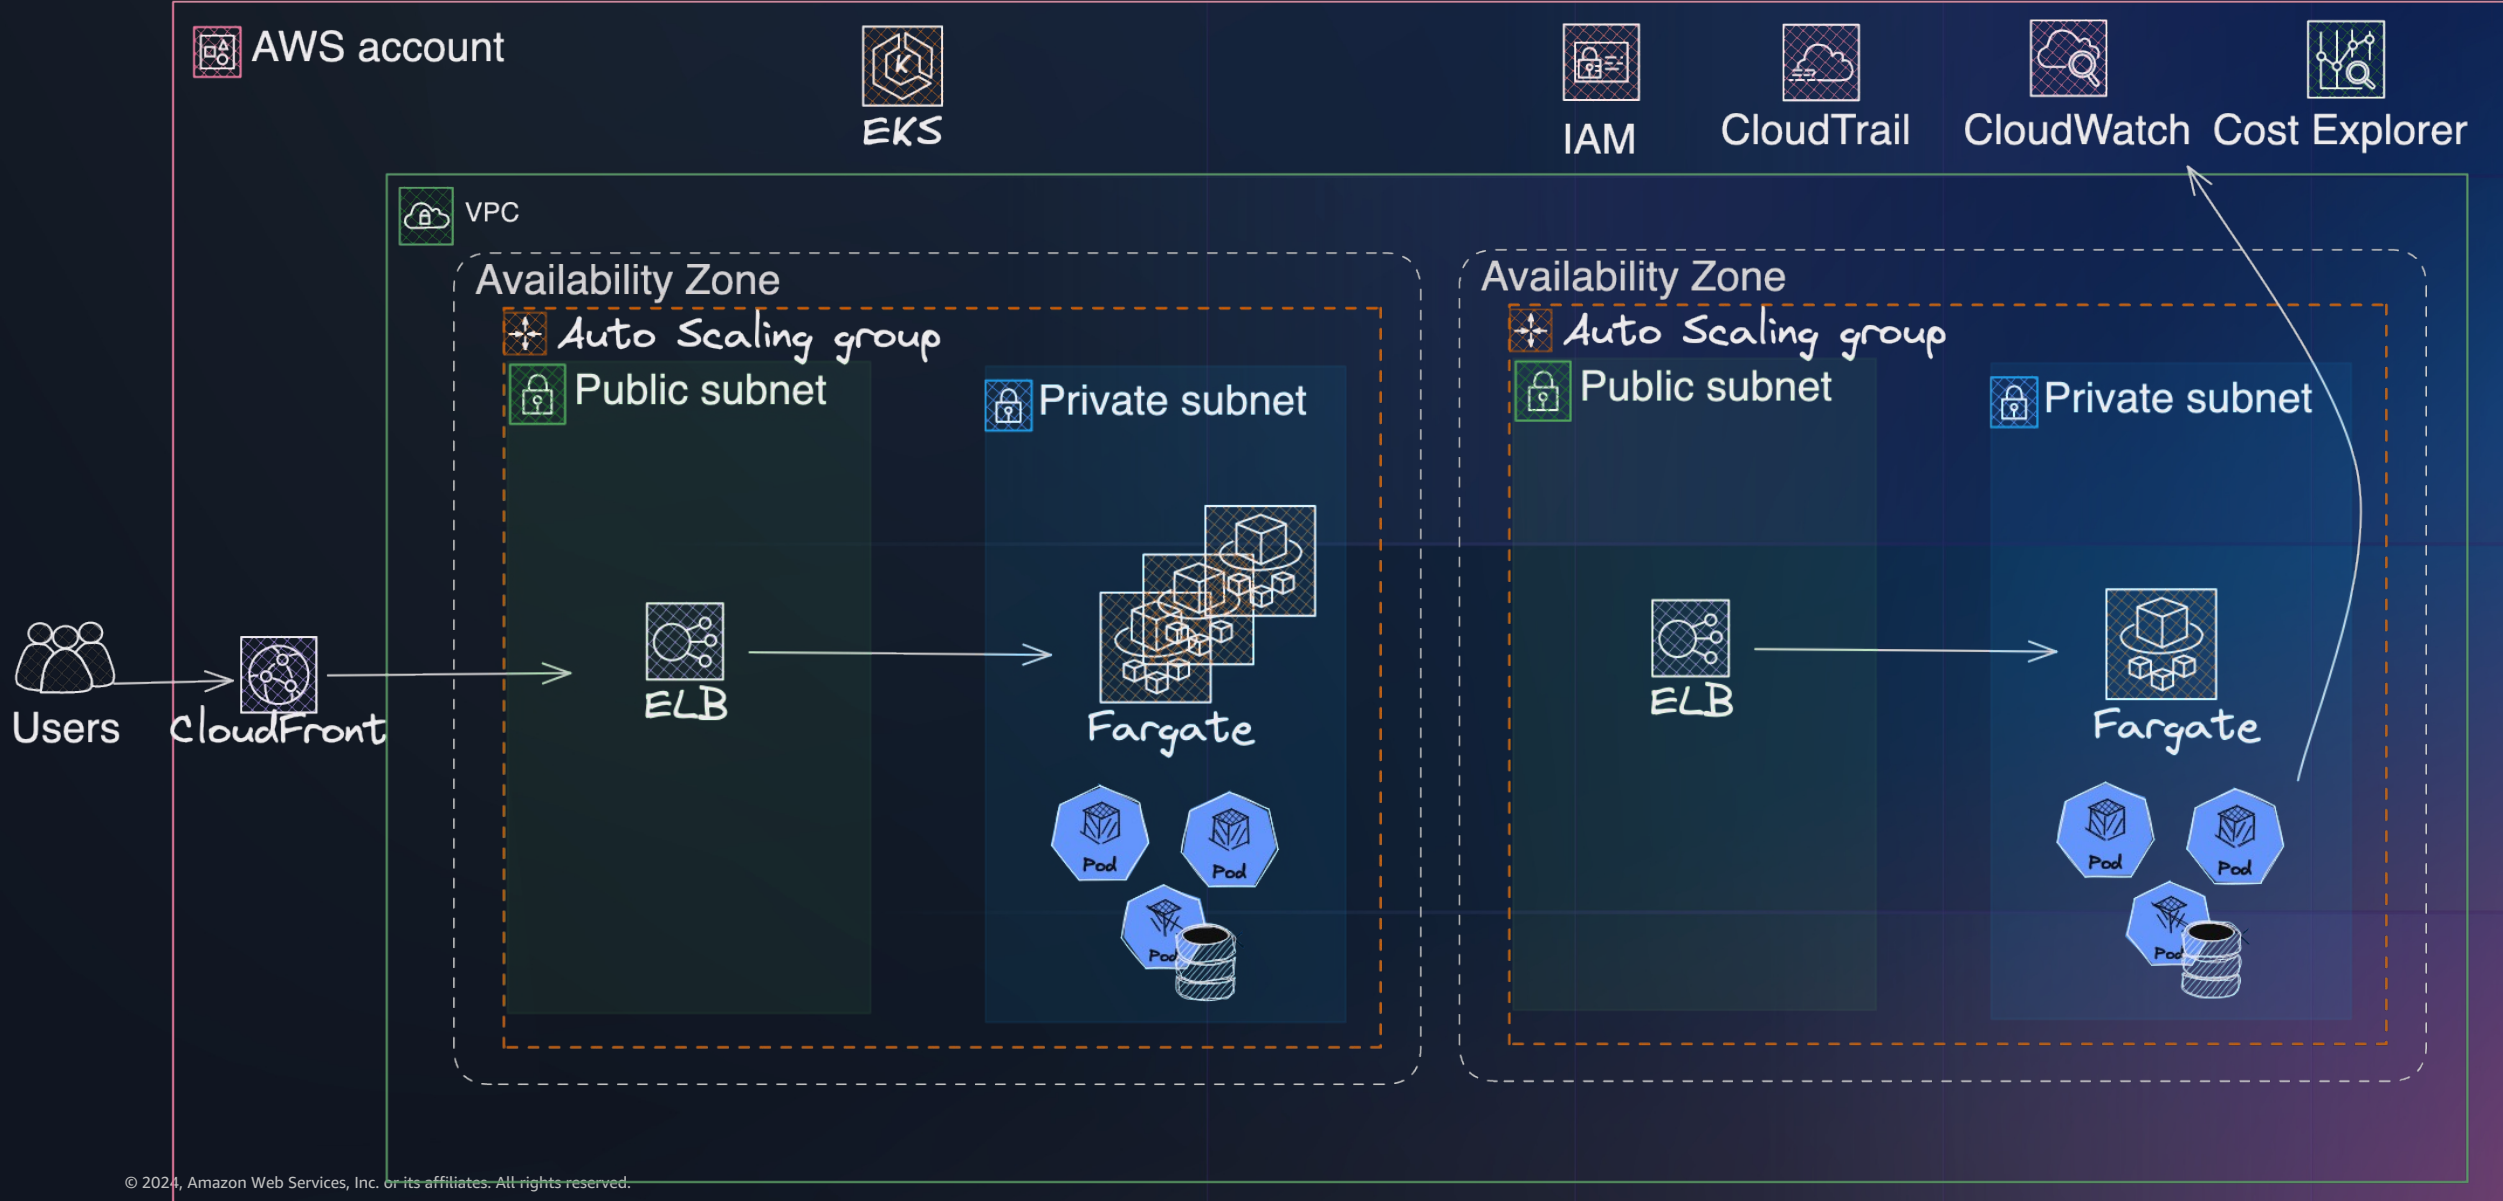 AWS account
EKS
IAM
CloudTrail
CloudWatch
Cost Explorer
VPC
Availability Zone
Auto Scaling group
Public subnet
Private subnet
Users
CloudFront
ELB
Fargate
Pod
Pod
Pod
Availability Zone
Auto Scaling group
Public subnet
Private subnet
ELB
Fargate
Pod
Pod
Pod
© 2024, Amazon Web Services, Inc. or its affiliates. All rights reserved.